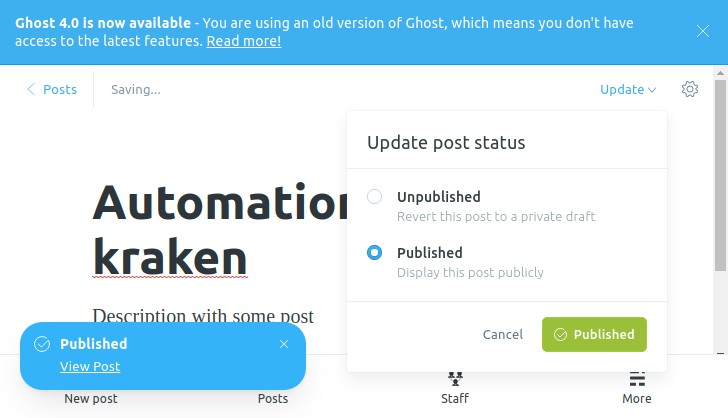 Ghost 4.0 is now available - You are using an old version of Ghost, which means you don't have
access to the latest features. Read more!
Posts
Saving...
Update
Update post status
Unpublished
Revert this post to a private draft
Published
Display this post publicly
Cancel
Published
Automation
kraken
Description with some post
Published
View Post
New post
Posts
Staff
More